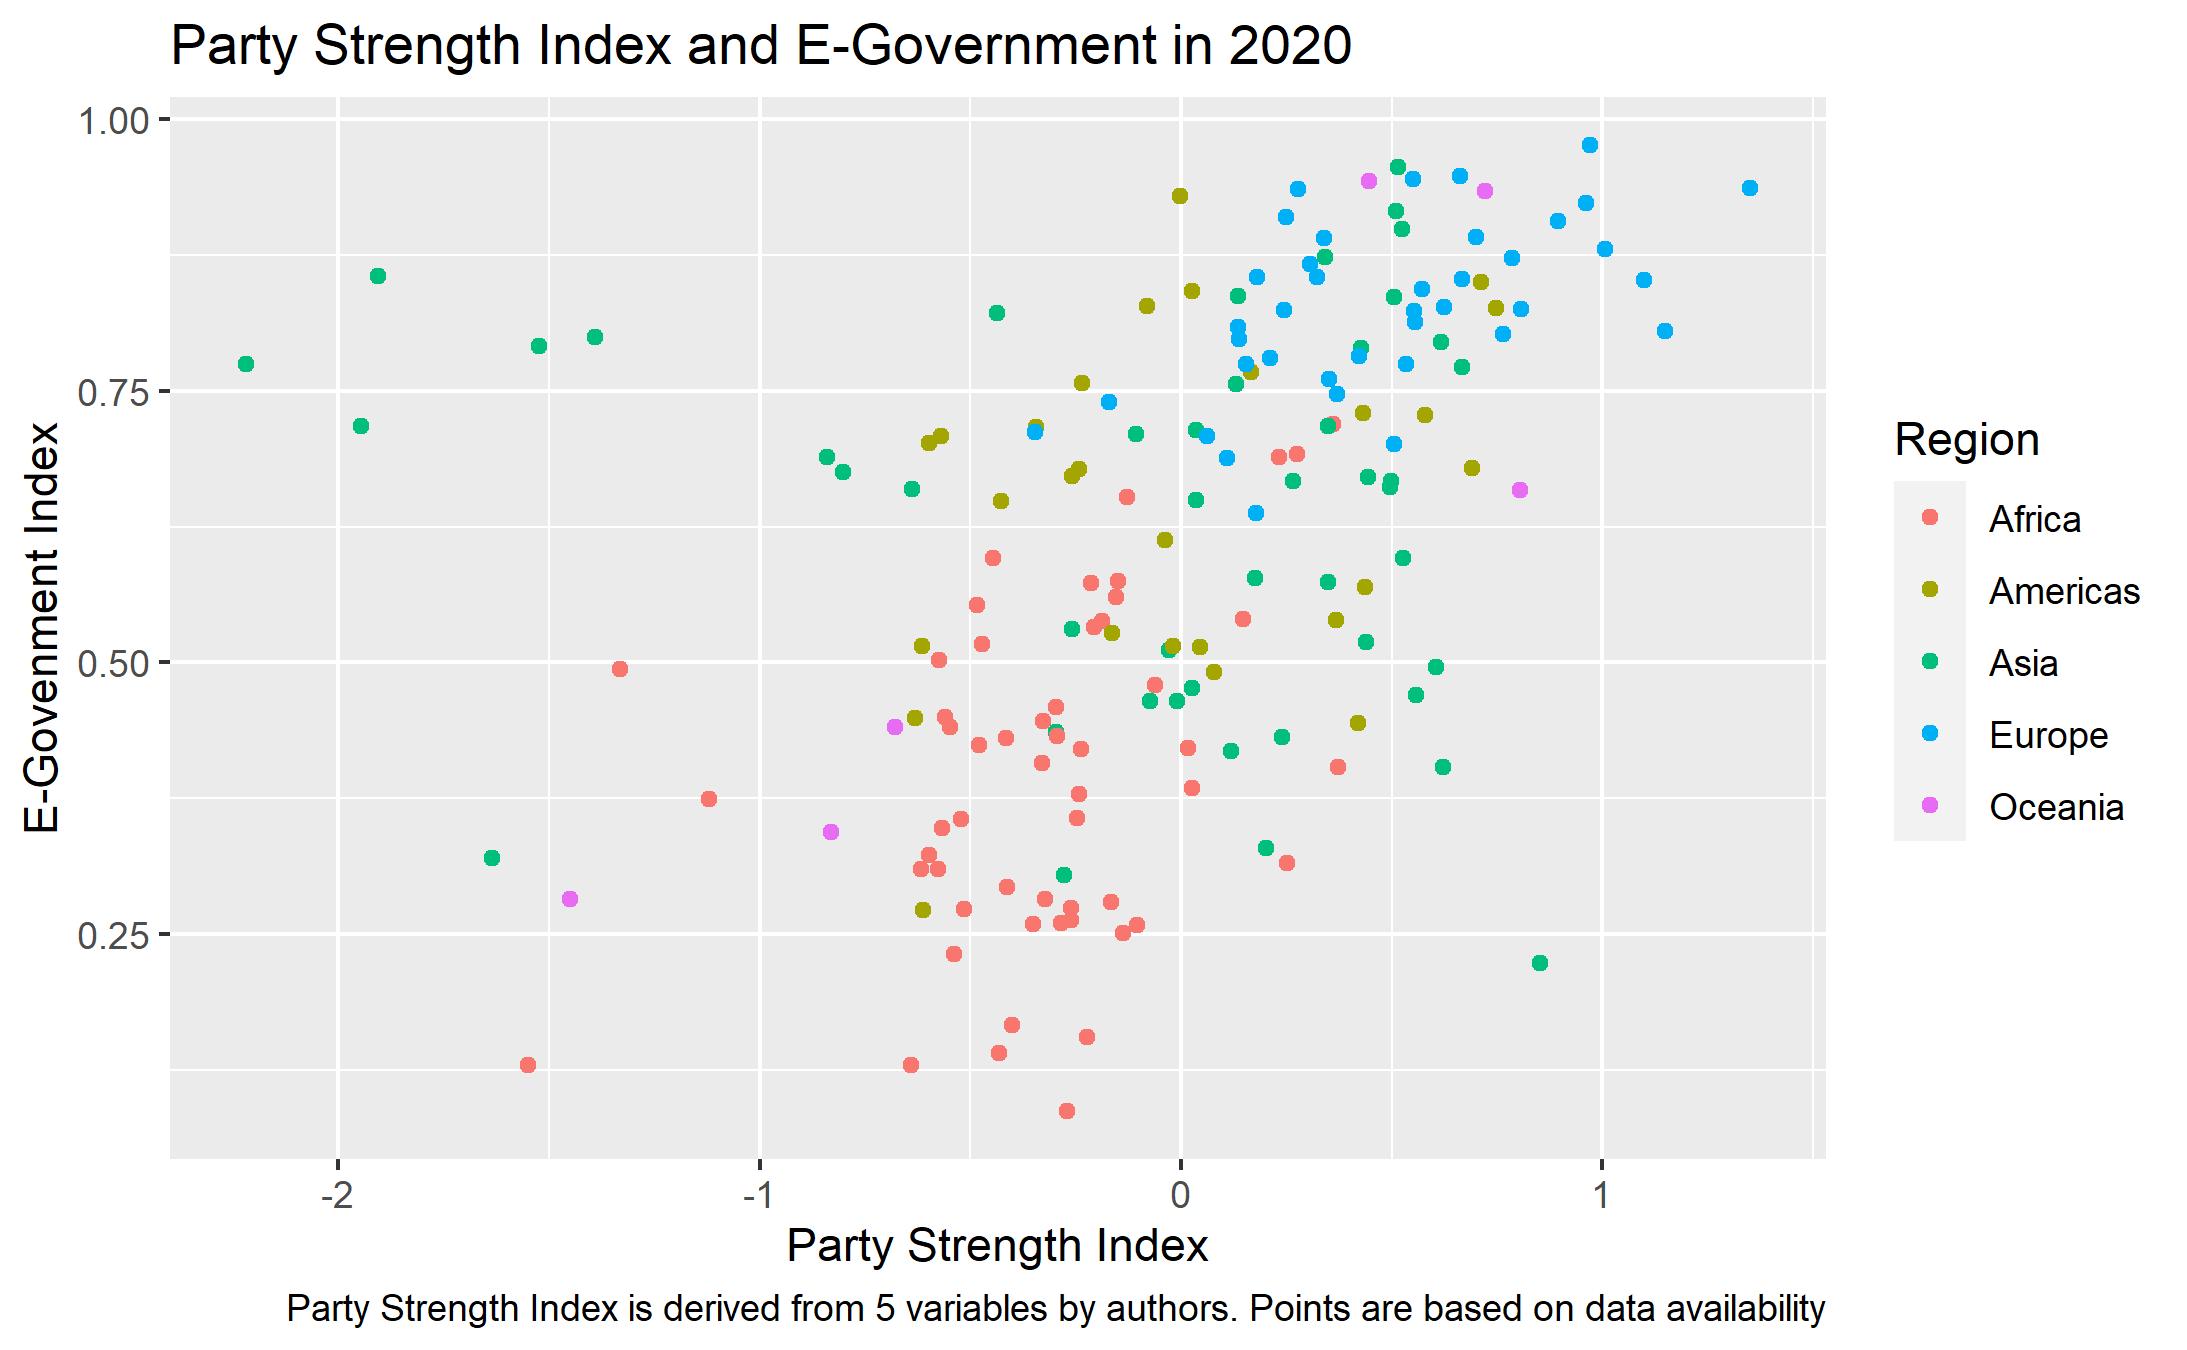 Party Strength Index and E-Government in 2020
1.00
0.75
0.50
0.25
E-Government Index
-2
-1
0
1
Party Strength Index
Party Strength Index is derived from 5 variables by authors. Points are based on data availability
Region
Africa
Americas
Asia
Europe
Oceania